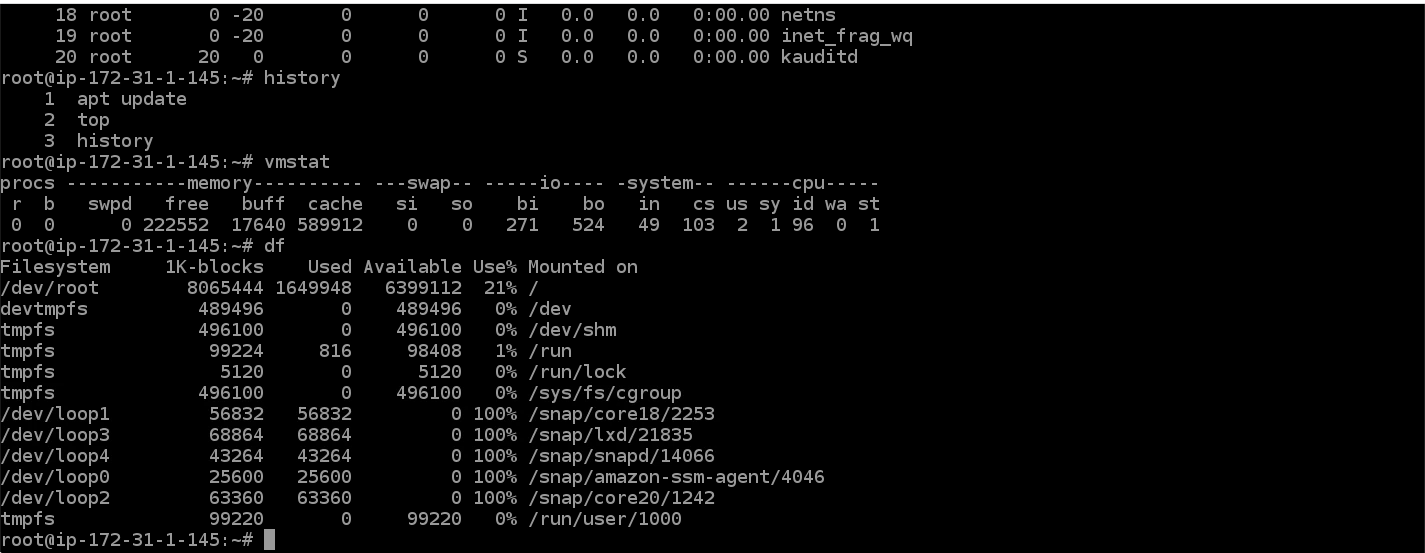 18 root 0 -20 0 0 0 I 0.0 0.0 0:00.00 netns
19 root 0 -20 0 0 0 I 0.0 0.0 0:00.00 inet_frag_wq
20 root 20 0 0 0 0 S 0.0 0.0 0:00.00 kauditd
root@ip-172-31-1-145:~# history
1 apt update
2 top
3 history
root@ip-172-31-1-145:~# vmstat
procs -----------memory---------- ---swap-- -----io---- -system-- ------cpu-----
r b swpd free buff cache si so bi bo in cs us sy id wa st
0 0 0 222552 17640 589912 0 0 271 524 49 103 2 1 96 0 1
root@ip-172-31-1-145:~# df
Filesystem 1K-blocks Used Available Use% Mounted on
/dev/root 8065444 1649948 6399112 21% /
devtmpfs 489496 0 489496 0% /dev
tmpfs 496100 0 496100 0% /dev/shm
tmpfs 99224 816 98408 1% /run
tmpfs 5120 0 5120 0% /run/lock
tmpfs 496100 0 496100 0% /sys/fs/cgroup
/dev/loop1 56832 56832 0 100% /snap/core18/2253
/dev/loop3 68864 68864 0 100% /snap/lxd/21835
/dev/loop4 43264 43264 0 100% /snap/snapd/14066
/dev/loop0 25600 25600 0 100% /snap/amazon-ssm-agent/4046
/dev/loop2 63360 63360 0 100% /snap/core20/1242
tmpfs 99220 0 99220 0% /run/user/1000
root@ip-172-31-1-145:~#